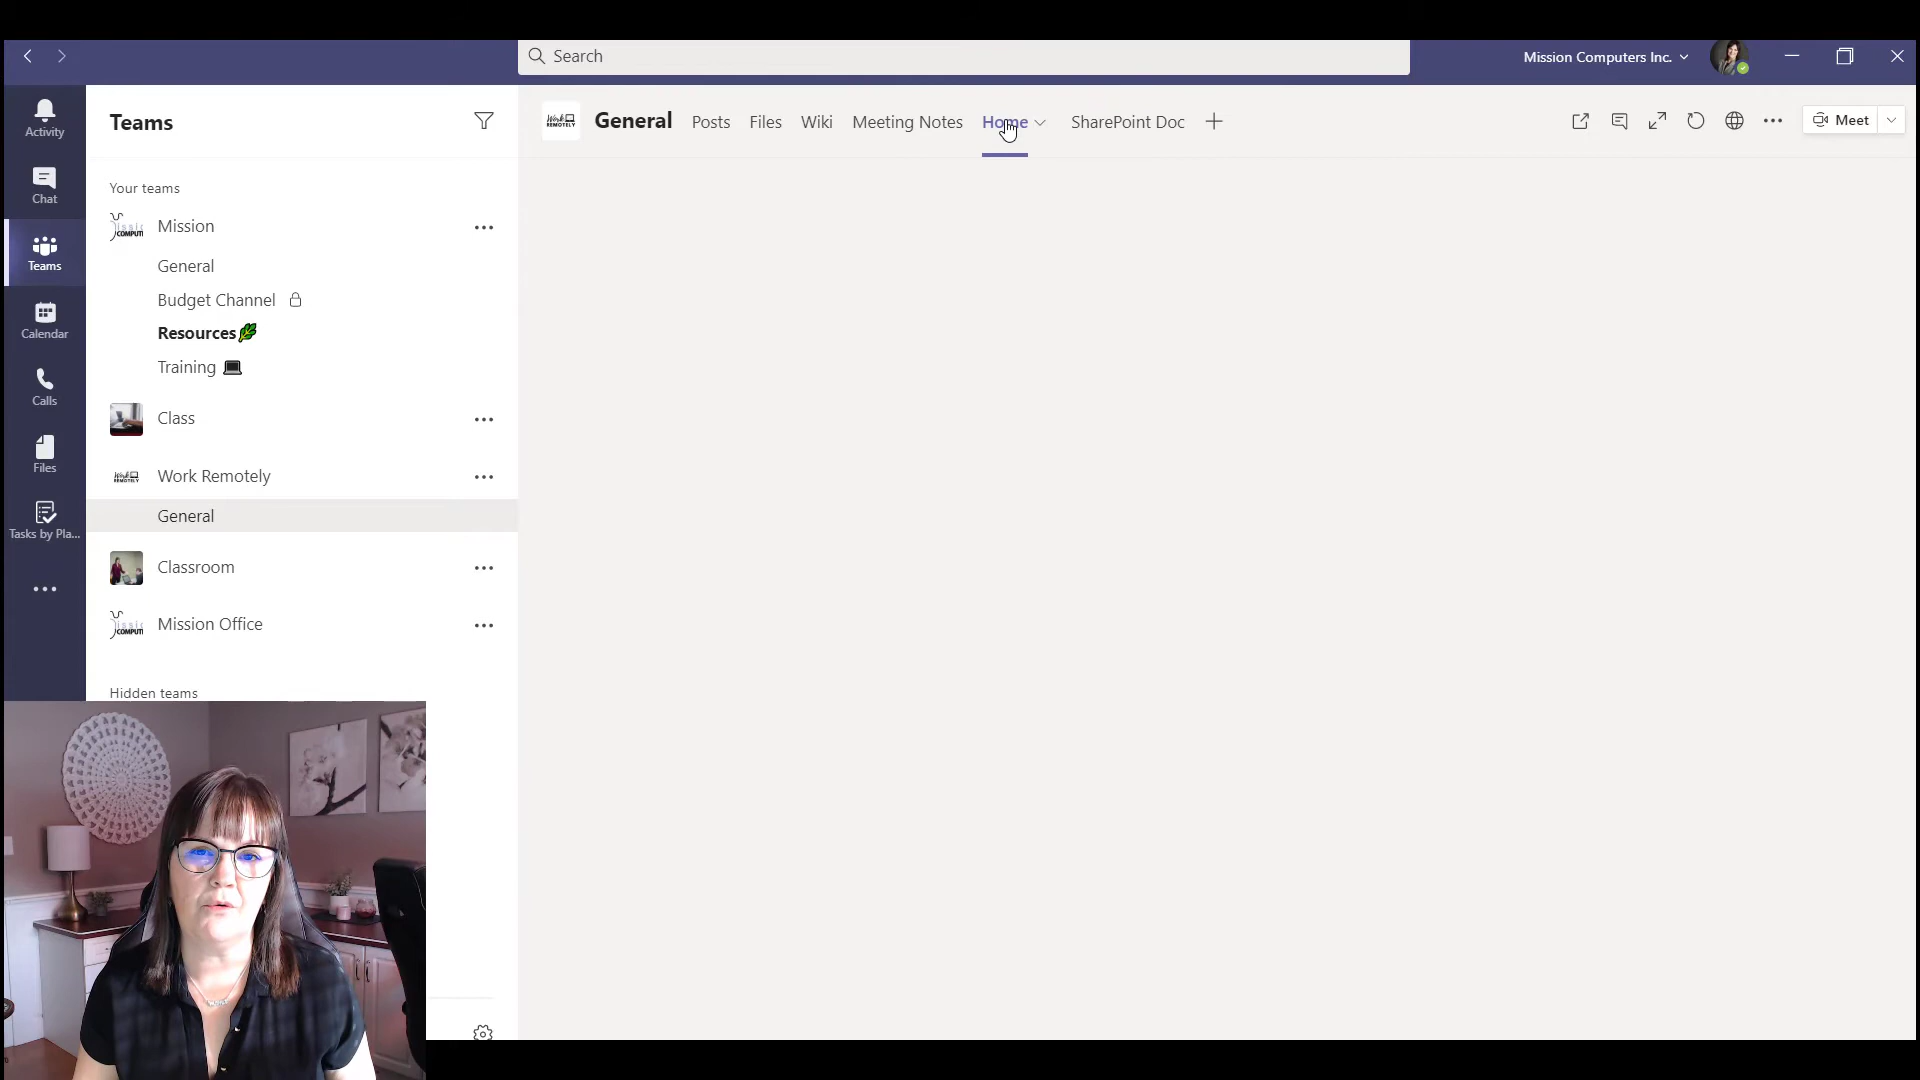 Search
Mission Computers Inc.
Activity
Chat
Teams
Calendar
Calls
Files
Tasks by Pla...
Teams
Your teams
Mission
General
Budget Channel
Resources
Training
Class
Work Remotely
General
Classroom
Mission Office
Hidden teams
Work
REMOTELY
General Posts Files Wiki Meeting Notes Home SharePoint Doc
Meet